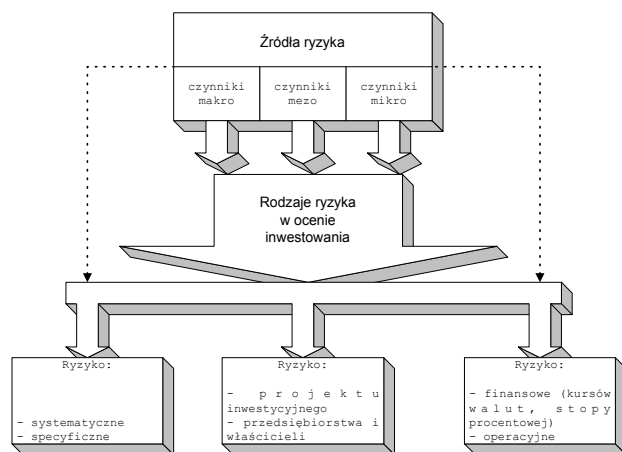 Źródła ryzyka
czynniki makro
czynniki mezo
czynniki mikro
Rodzaje ryzyka
w ocenie
inwestowania
Ryzyko:
- systematyczne
- specyficzne
Ryzyko:
- projektu
inwestycyjnego
- przedsiębiorstwa i
właścicieli
Ryzyko:
- finansowe (kursów
walut, stopy
procentowej)
- operacyjne